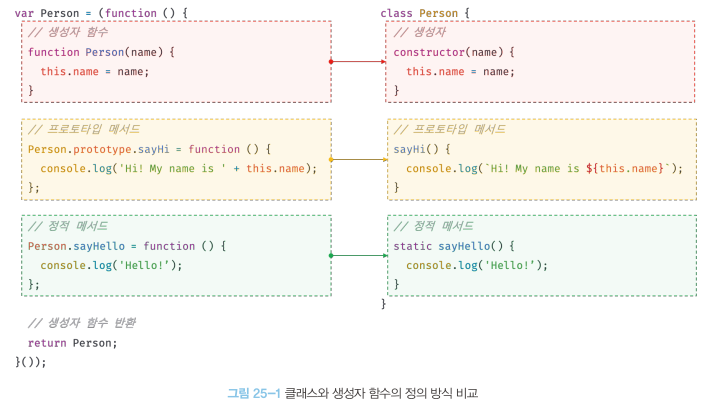 var Person = (function () {
// 생성자 함수
function Person(name) {
this.name = name;
}
// 프로토타입 메서드
Person.prototype.sayHi = function () {
console.log('Hi! My name is ' + this.name);
};
// 정적 메서드
Person.sayHello = function () {
console.log('Hello!’);
};
// 생성자 함수 반환
return Person;
}());
class Person {
// 생성자
constructor(name) {
this.name = name;
}
// 프로토타입 메서드
sayHi() {
console.log(`Hi! My name is ${this.name}`);
}
// 정적 메서드
static sayHello() {
console.log('Hello!’);
}
}
그림 25-1 클래스와 생성자 함수의 정의 방식 비교